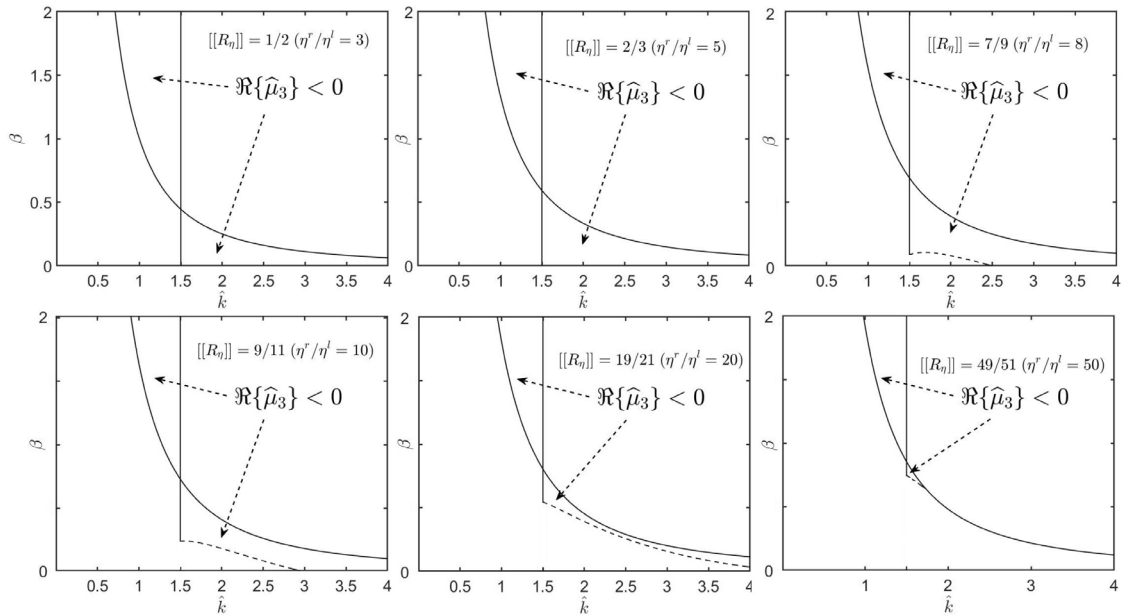 2
1.5
1
0.5
0
β
[[R_η]] = 1/2 (η^r/η^l = 3)
ℜ{μ̂_3} < 0
0.5 1 1.5 2 2.5 3 3.5 4
k̂
2
0
β
[[R_η]] = 2/3 (η^r/η^l = 5)
ℜ{μ̂_3} < 0
0.5 1 1.5 2 2.5 3 3.5 4
k̂
2
0
β
[[R_η]] = 7/9 (η^r/η^l = 8)
ℜ{μ̂_3} < 0
0.5 1 1.5 2 2.5 3 3.5 4
k̂
2
0
β
[[R_η]] = 9/11 (η^r/η^l = 10)
ℜ{μ̂_3} < 0
0.5 1 1.5 2 2.5 3 3.5 4
k̂
2
0
β
[[R_η]] = 19/21 (η^r/η^l = 20)
ℜ{μ̂_3} < 0
0.5 1 1.5 2 2.5 3 3.5 4
k̂
2
0
β
[[R_η]] = 49/51 (η^r/η^l = 50)
ℜ{μ̂_3} < 0
0.5 1 1.5 2 2.5 3 4
k̂